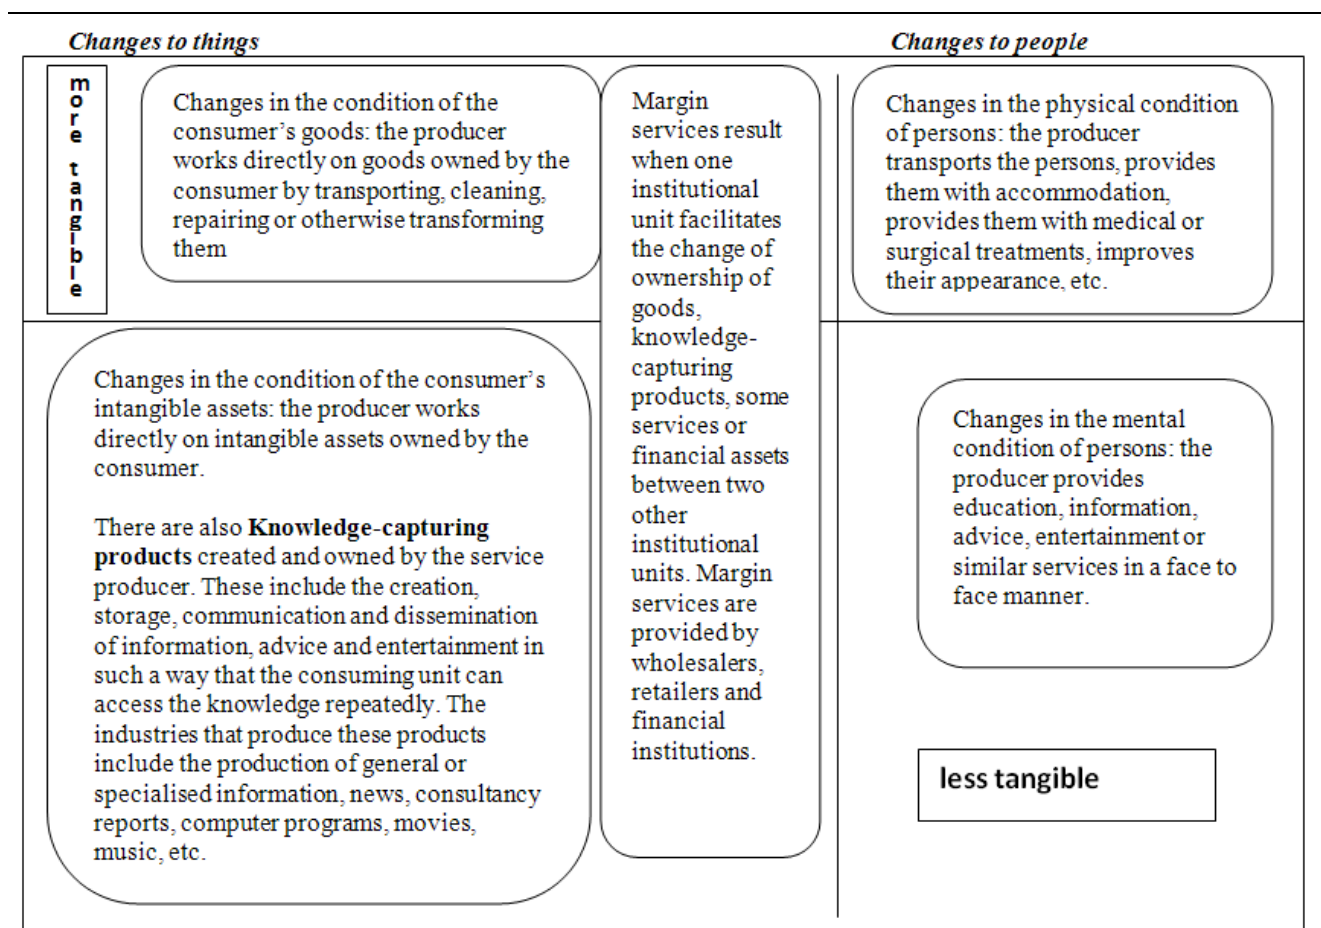 Changes to things
Changes to people
more tangible
Changes in the condition of the
consumer’s goods: the producer
works directly on goods owned by the
consumer by transporting, cleaning,
repairing or otherwise transforming
them
Margin
services result
when one
institutional
unit facilitates
the change of
ownership of
goods,
knowledge-
capturing
products, some
services or
financial assets
between two
other
institutional
units. Margin
services are
provided by
wholesalers,
retailers and
financial
institutions.
Changes in the physical condition
of persons: the producer
transports the persons, provides
them with accommodation,
provides them with medical or
surgical treatments, improves
their appearance, etc.
Changes in the condition of the consumer’s
intangible assets: the producer works
directly on intangible assets owned by the
consumer.
There are also Knowledge-capturing
products created and owned by the service
producer. These include the creation,
storage, communication and dissemination
of information, advice and entertainment in
such a way that the consuming unit can
access the knowledge repeatedly. The
industries that produce these products
include the production of general or
specialised information, news, consultancy
reports, computer programs, movies,
music, etc.
Changes in the mental
condition of persons: the
producer provides
education, information,
advice, entertainment or
similar services in a face to
face manner.
less tangible